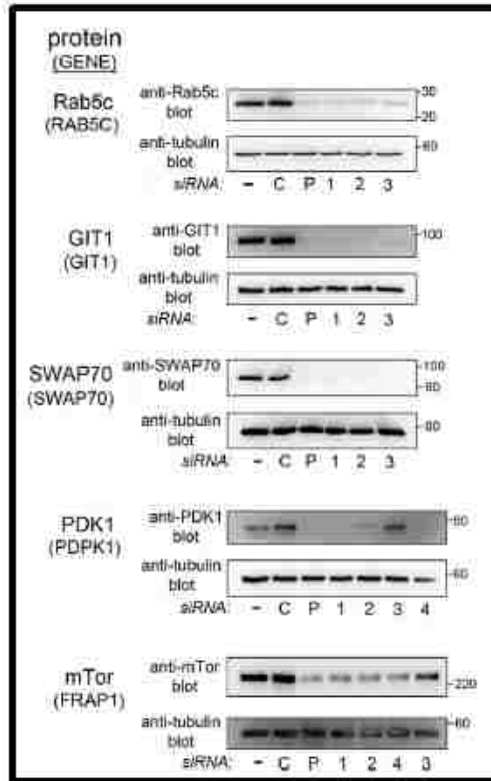 protein
(GENE)
Rab5c
(RAB5C)
anti-Rab5c
blot
30
20
anti-tubulin
blot
60
siRNA: – C P 1 2 3
GIT1
(GIT1)
anti-GIT1
blot
100
anti-tubulin
blot
siRNA: – C P 1 2 3
SWAP70
(SWAP70)
anti-SWAP70
blot
100
80
anti-tubulin
blot
60
siRNA: – C P 1 2 3
PDK1
(PDPK1)
anti-PDK1
blot
60
anti-tubulin
blot
60
siRNA: – C P 1 2 3 4
mTor
(FRAP1)
anti-mTor
blot
220
anti-tubulin
blot
60
siRNA: – C P 1 2 4 3